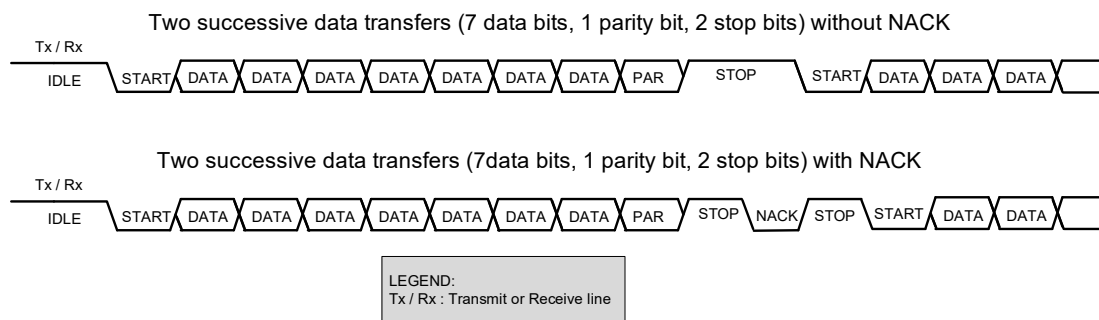 Two successive data transfers (7 data bits, 1 parity bit, 2 stop bits) without NACK
Tx / Rx
IDLE START DATA DATA DATA DATA DATA DATA DATA PAR STOP START DATA DATA DATA
Two successive data transfers (7data bits, 1 parity bit, 2 stop bits) with NACK
Tx / Rx
IDLE START DATA DATA DATA DATA DATA DATA DATA PAR STOP NACK STOP START DATA DATA
LEGEND:
Tx / Rx : Transmit or Receive line